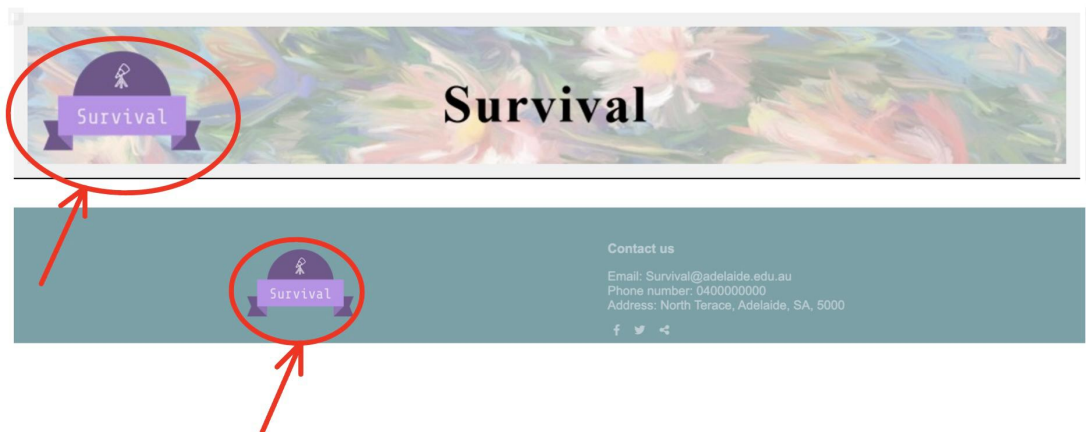 Survival
Survival
Survival
Contact us
Email: Survival@adelaide.edu.au
Phone number: 0400000000
Address: North Terace, Adelaide, SA, 5000